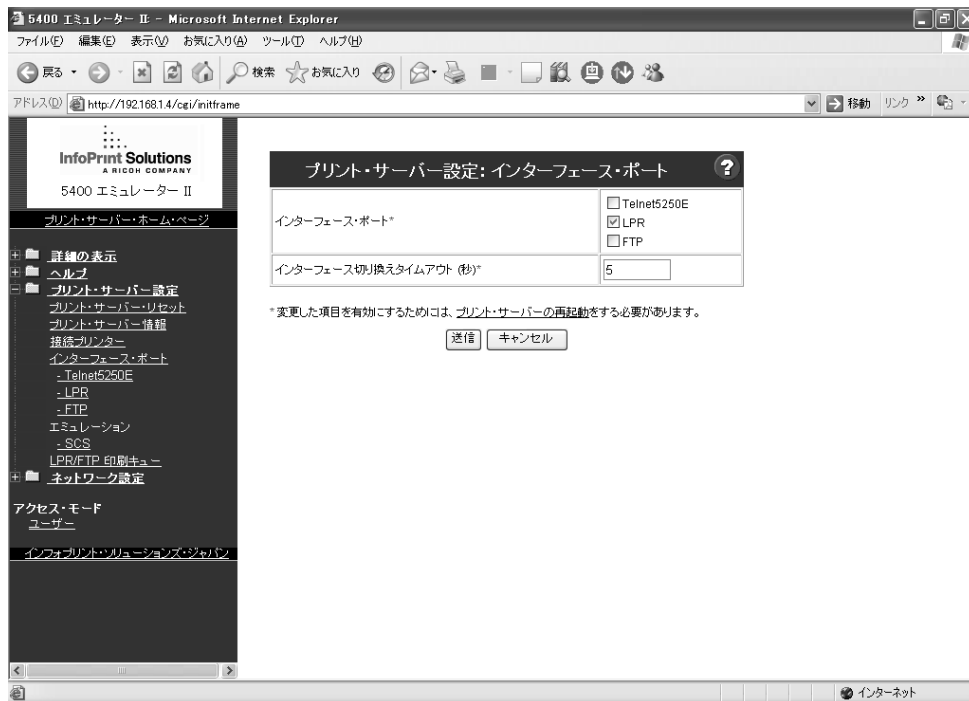 5400 エミュレーター II: - Microsoft Internet Explorer
ファイル(F) 編集(E) 表示(V) お気に入り(A) ツール(T) ヘルプ(H)
戻る 検索 お気に入り
アドレス(D) http://192.168.1.4/cgi/initframe 移動 リンク »
InfoPrint Solutions
A RICOH COMPANY
5400 エミュレーター II
プリント・サーバー・ホーム・ページ
詳細の表示
ヘルプ
プリント・サーバー設定
プリント・サーバー・リセット
プリント・サーバー情報
接続プリンター
インターフェース・ポート
- Telnet5250E
- LPR
- FTP
エミュレーション
- SCS
LPR/FTP 印刷キュー
ネットワーク設定
アクセス・モード
ユーザー
インフォプリント・ソリューションズ・ジャパン
プリント・サーバー設定: インターフェース・ポート ?
インターフェース・ポート*
Telnet5250E
LPR
FTP
インターフェース切り換えタイムアウト (秒)* 5
*変更した項目を有効にするためには、プリント・サーバーの再起動をする必要があります。
送信 キャンセル
インターネット